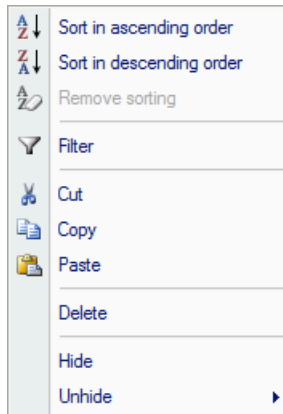 Sort in ascending order
Sort in descending order
Remove sorting
Filter
Cut
Copy
Paste
Delete
Hide
Unhide